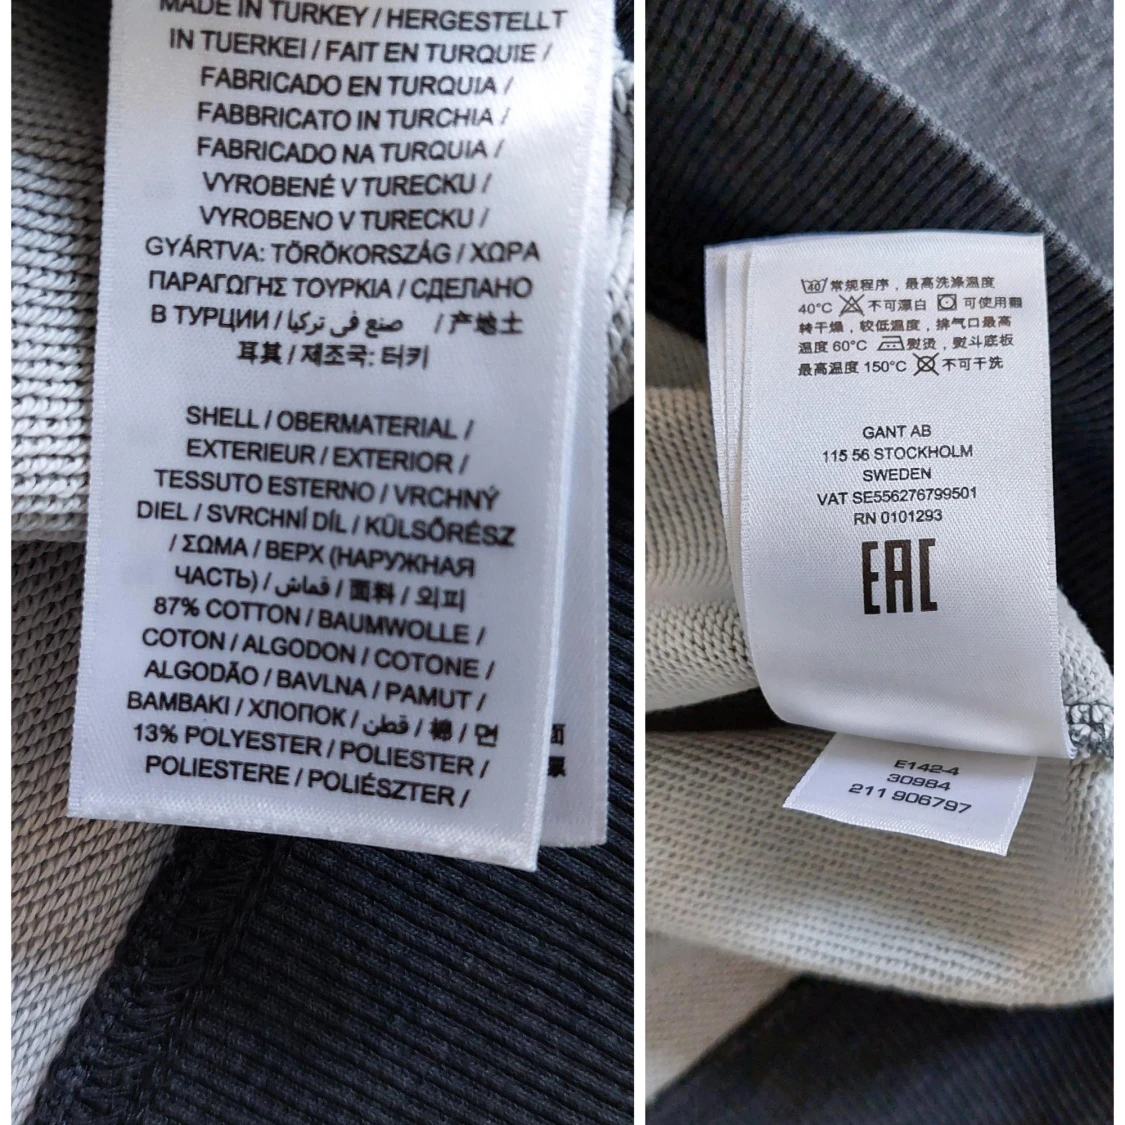 MADE IN TURKEY / HERGESTELLT
IN TUERKEI / FAIT EN TURQUIE /
FABRICADO EN TURQUIA /
FABBRICATO IN TURCHIA /
FABRICADO NA TURQUIA /
VYROBENÉ V TURECKU /
VYROBENO V TURECKU /
GYÁRTVA: TÖRÖKORSZÁG / ΧΩΡΑ
ΠΑΡΑΓΩΓΗΣ ΤΟΥΡΚΙΑ / СДЕЛАНО
В ТУРЦИИ / صنع في تركيا / 产地土
耳其 / 제조국: 터키
SHELL / OBERMATERIAL /
EXTERIEUR / EXTERIOR /
TESSUTO ESTERNO / VRCHNÝ
DIEL / SVRCHNÍ DÍL / KÜLSŐRÉSZ
/ ΣΩΜΑ / ВЕРХ (НАРУЖНАЯ
ЧАСТЬ) / قماش / 面料 / 외피
87% COTTON / BAUMWOLLE /
COTON / ALGODON / COTONE /
ALGODÃO / BAVLNA / PAMUT /
BAMBAKI / ХЛОПОК / قطن / 棉 / 면
13% POLYESTER / POLIESTER /
POLIESTERE / POLIÉSZTER /
40 常规程序，最高洗涤温度
40°C 不可漂白 可使用翻
转干燥，较低温度，排气口最高
温度 60°C 熨烫，熨斗底板
最高温度 150°C 不可干洗
GANT AB
115 56 STOCKHOLM
SWEDEN
VAT SE556276799501
RN 0101293
EAC
E142-4
30984
211 906797